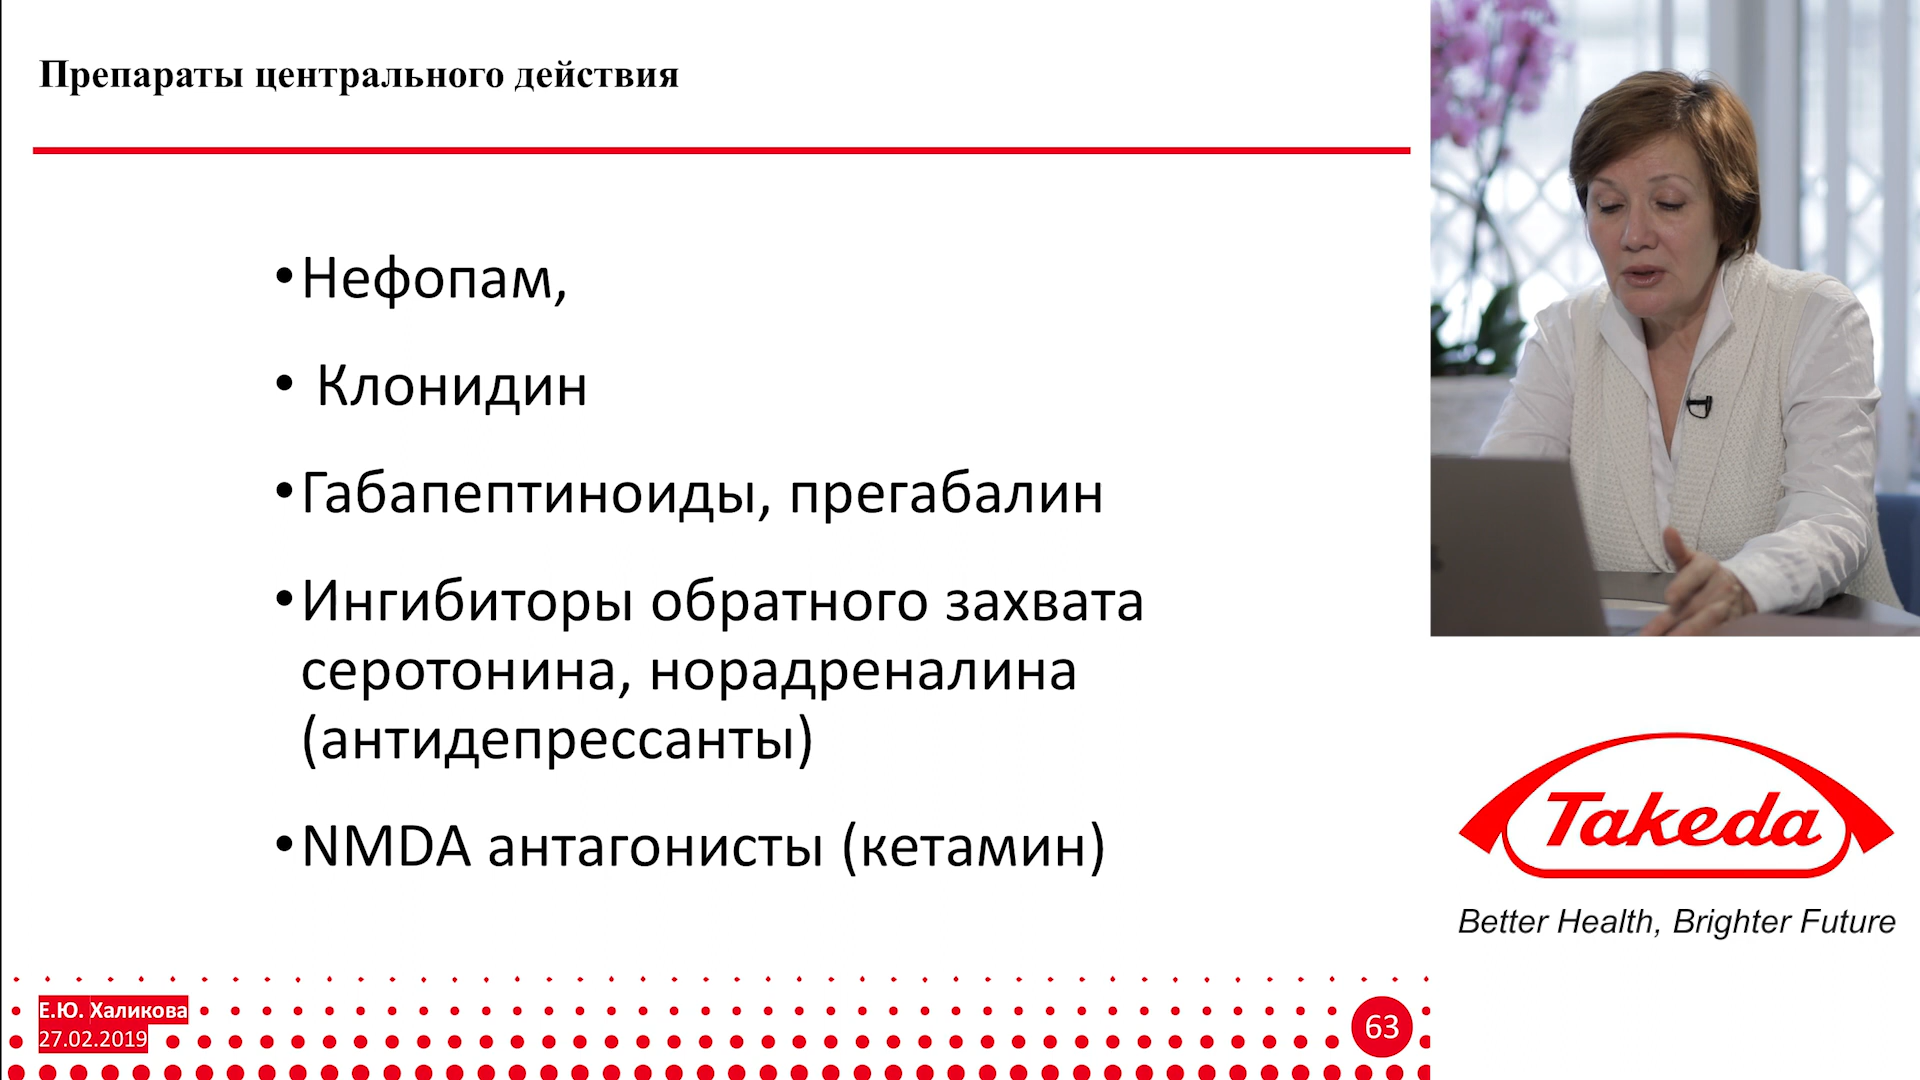 Препараты центрального действия
•Нефопам,
• Клонидин
•Габапептиноиды, прегабалин
•Ингибиторы обратного захвата
серотонина, норадреналина
(антидепрессанты)
•NMDA антагонисты (кетамин)
Takeda
Better Health, Brighter Future
Е.Ю. Халикова
27.02.2019
63